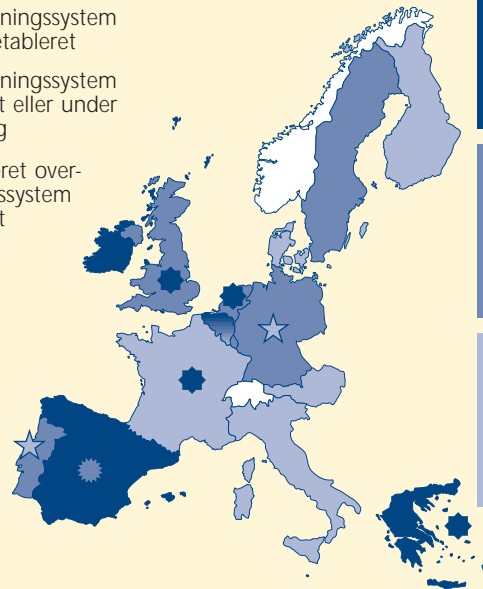 ningssystem
etableret
ningssystem
t eller under
g
eret over-
ssystem
t